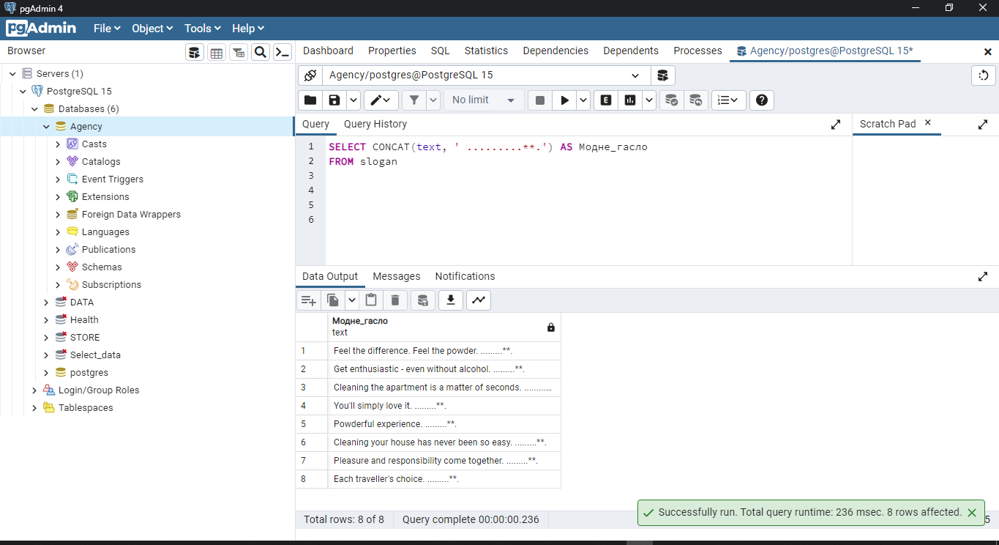 pgAdmin 4
pgAdmin File Object Tools Help
Browser
Dashboard Properties SQL Statistics Dependencies Dependents Processes Agency/postgres@PostgreSQL 15*
Servers (1)
PostgreSQL 15
Databases (6)
Agency
Casts
Catalogs
Event Triggers
Extensions
Foreign Data Wrappers
Languages
Publications
Schemas
Subscriptions
DATA
Health
STORE
Select_data
postgres
Login/Group Roles
Tablespaces
Agency/postgres@PostgreSQL 15
No limit
E
Query Query History
Scratch Pad
1 SELECT CONCAT(text, ' .........**.') AS Модне_гасло
2 FROM slogan
3
4
5
6
Data Output Messages Notifications
Модне_гасло
text
1 Feel the difference. Feel the powder. .........**.
2 Get enthusiastic - even without alcohol. .........**.
3 Cleaning the apartment is a matter of seconds. ............
4 You'll simply love it. .........**.
5 Powderful experience. .........**.
6 Cleaning your house has never been so easy. .........**.
7 Pleasure and responsibility come together. .........**.
8 Each traveller's choice. .........**.
Total rows: 8 of 8 Query complete 00:00:00.236
Successfully run. Total query runtime: 236 msec. 8 rows affected.
5